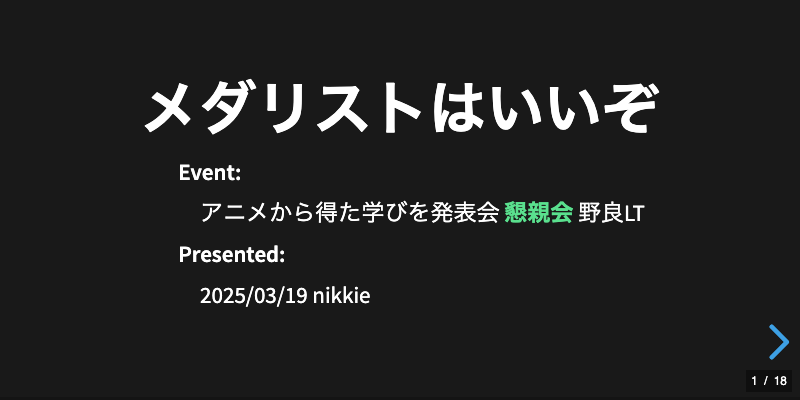 メダリストはいいぞ
Event:
アニメから得た学びを発表会 懇親会 野良LT
Presented:
2025/03/19 nikkie
1 / 18